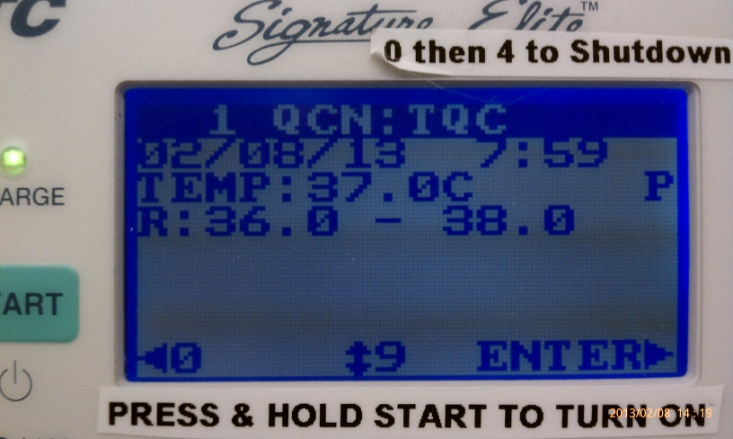 TC
Signature Elite™
0 then 4 to Shutdown
1 QCN:TQC
02/08/13 7:59
TEMP:37.0C P
R:36.0 - 38.0
ARGE
ART
◄0 ↕9 ENTER►
PRESS & HOLD START TO TURN ON
2013/02/08 14:19